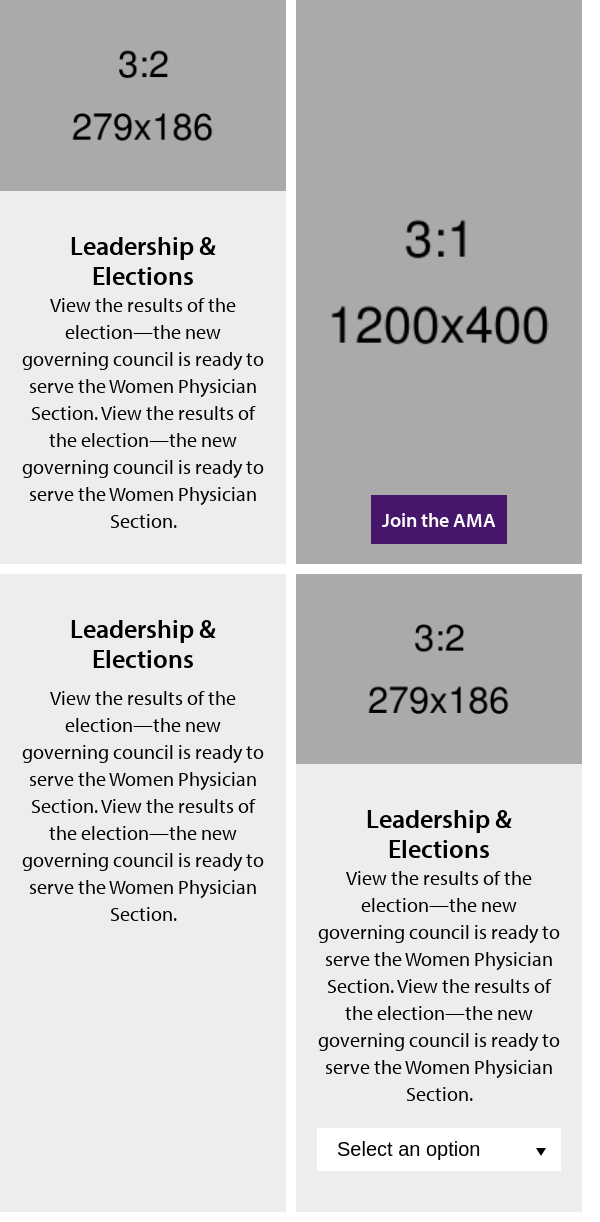 3:2
279x186
Leadership &
Elections
View the results of the
election—the new
governing council is ready to
serve the Women Physician
Section. View the results of
the election—the new
governing council is ready to
serve the Women Physician
Section.
3:1
1200x400
Join the AMA
Leadership &
Elections
View the results of the
election—the new
governing council is ready to
serve the Women Physician
Section. View the results of
the election—the new
governing council is ready to
serve the Women Physician
Section.
3:2
279x186
Leadership &
Elections
View the results of the
election—the new
governing council is ready to
serve the Women Physician
Section. View the results of
the election—the new
governing council is ready to
serve the Women Physician
Section.
Select an option